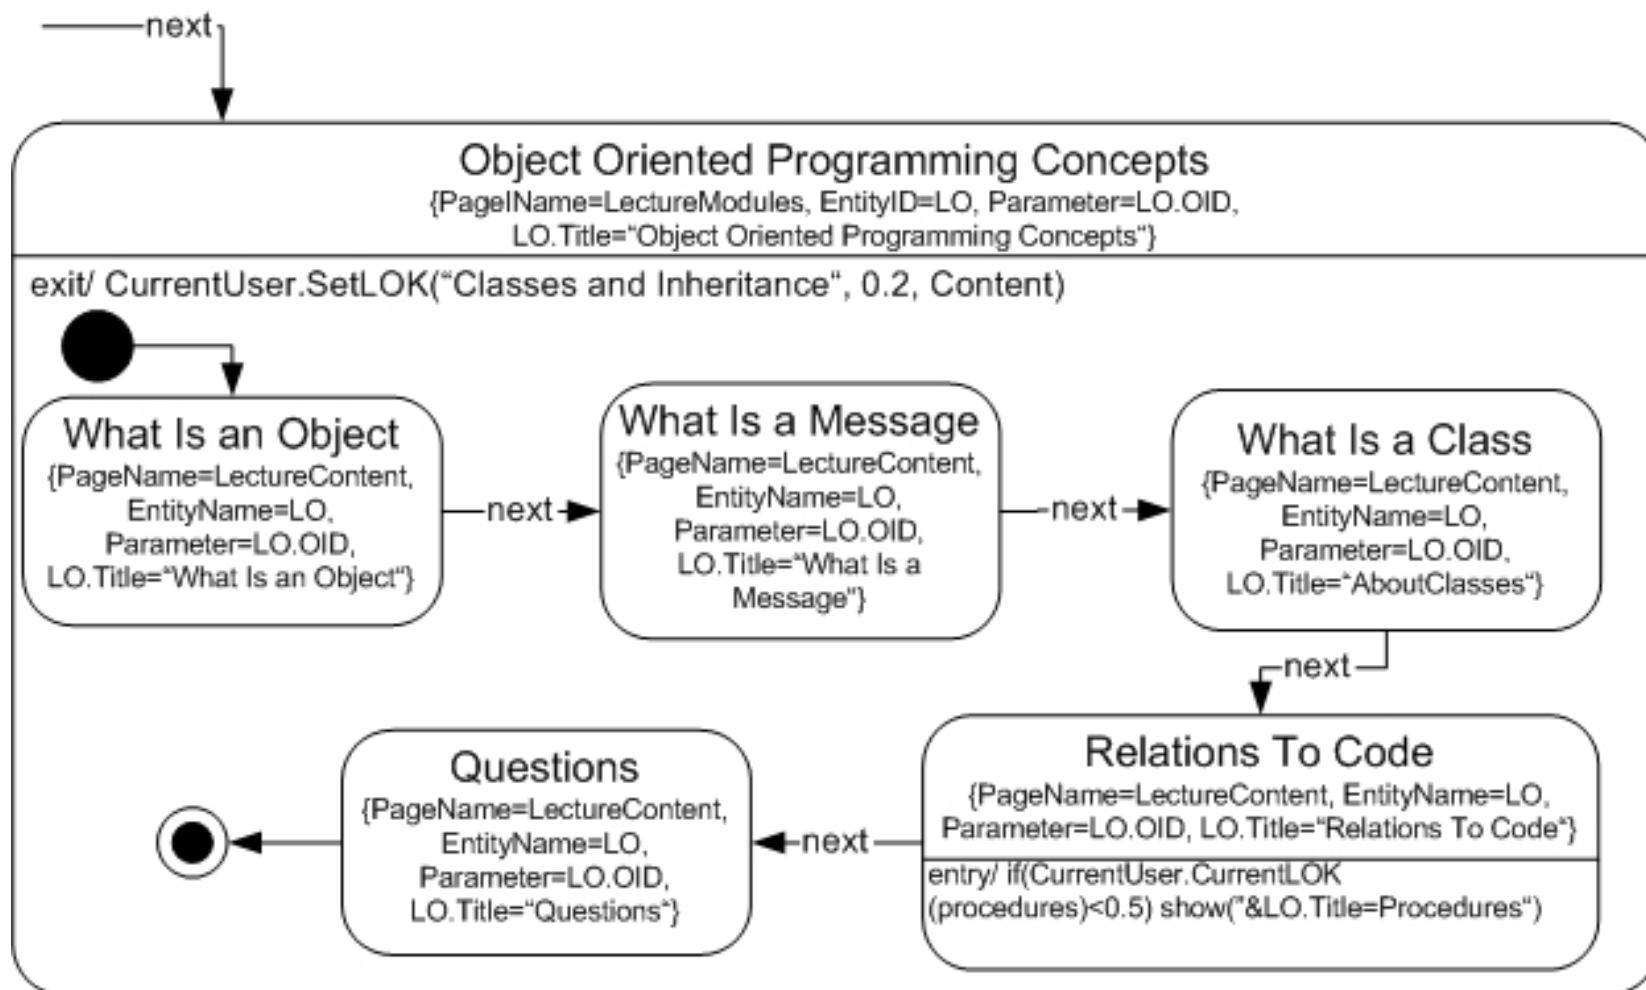 next
Object Oriented Programming Concepts
{PageIName=LectureModules, EntityID=LO, Parameter=LO.OID,
LO.Title=“Object Oriented Programming Concepts“}
exit/ CurrentUser.SetLOK(“Classes and Inheritance“, 0.2, Content)
What Is an Object
{PageName=LectureContent,
EntityName=LO,
Parameter=LO.OID,
LO.Title=“What Is an Object“}
next
What Is a Message
{PageName=LectureContent,
EntityName=LO,
Parameter=LO.OID,
LO.Title=“What Is a
Message“}
next
What Is a Class
{PageName=LectureContent,
EntityName=LO,
Parameter=LO.OID,
LO.Title=“AboutClasses“}
next
Relations To Code
{PageName=LectureContent, EntityName=LO,
Parameter=LO.OID, LO.Title=“Relations To Code“}
entry/ if(CurrentUser.CurrentLOK
(procedures)<0.5) show("&LO.Title=Procedures“)
next
Questions
{PageName=LectureContent,
EntityName=LO,
Parameter=LO.OID,
LO.Title=“Questions“}